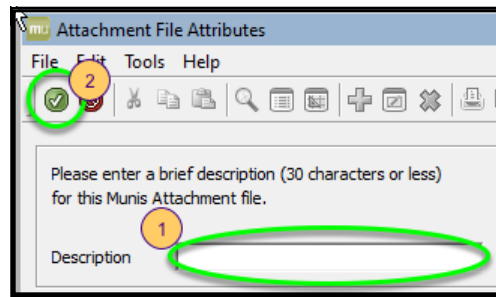 mu Attachment File Attributes
File Edit Tools Help
2
Please enter a brief description (30 characters or less)
for this Munis Attachment file.
1
Description